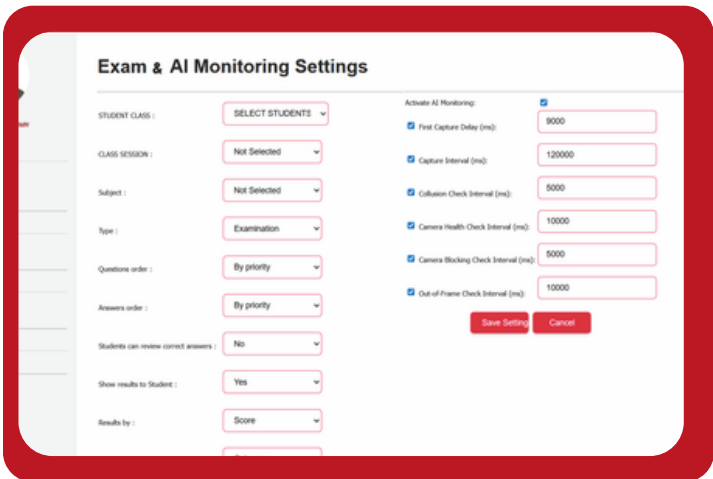 Exam & AI Monitoring Settings
STUDENT CLASS :
SELECT STUDENTS
CLASS SESSION :
Not Selected
Subject :
Not Selected
Type :
Examination
Questions order :
By priority
Answers order :
By priority
Students can review correct answers :
No
Show results to Student :
Yes
Results by :
Score
Activate AI Monitoring:
First Capture Delay (ms):
9000
Capture Interval (ms):
120000
Collusion Check Interval (ms):
5000
Camera Health Check Interval (ms):
10000
Camera Blocking Check Interval (ms):
5000
Out-of-Frame Check Interval (ms):
10000
Save Setting
Cancel